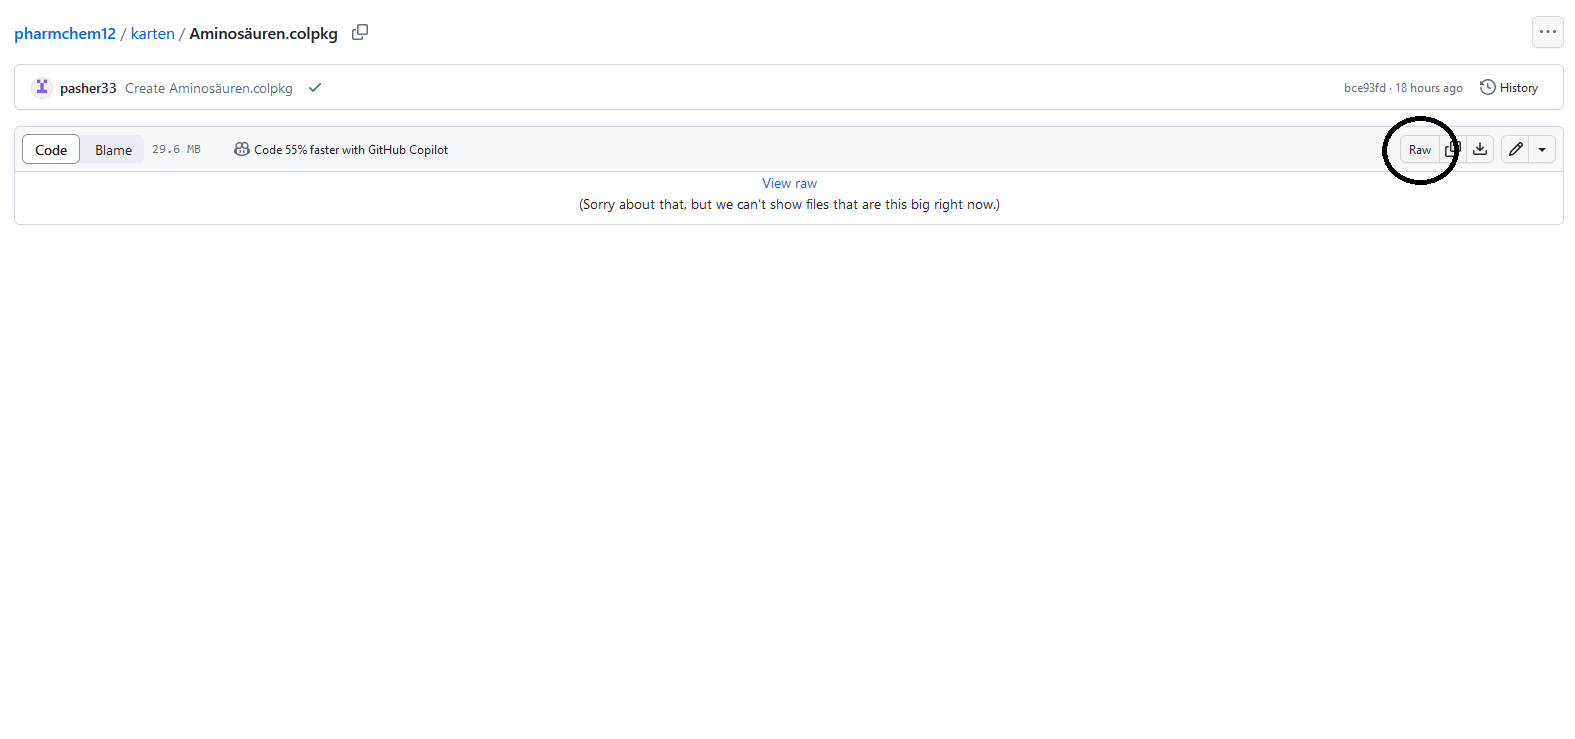 pharmchem12 / karten / Aminosäuren.colpkg
pasher33 Create Aminosäuren.colpkg bce93fd · 18 hours ago History
Code Blame 29.6 MB Code 55% faster with GitHub Copilot Raw
View raw
(Sorry about that, but we can't show files that are this big right now.)